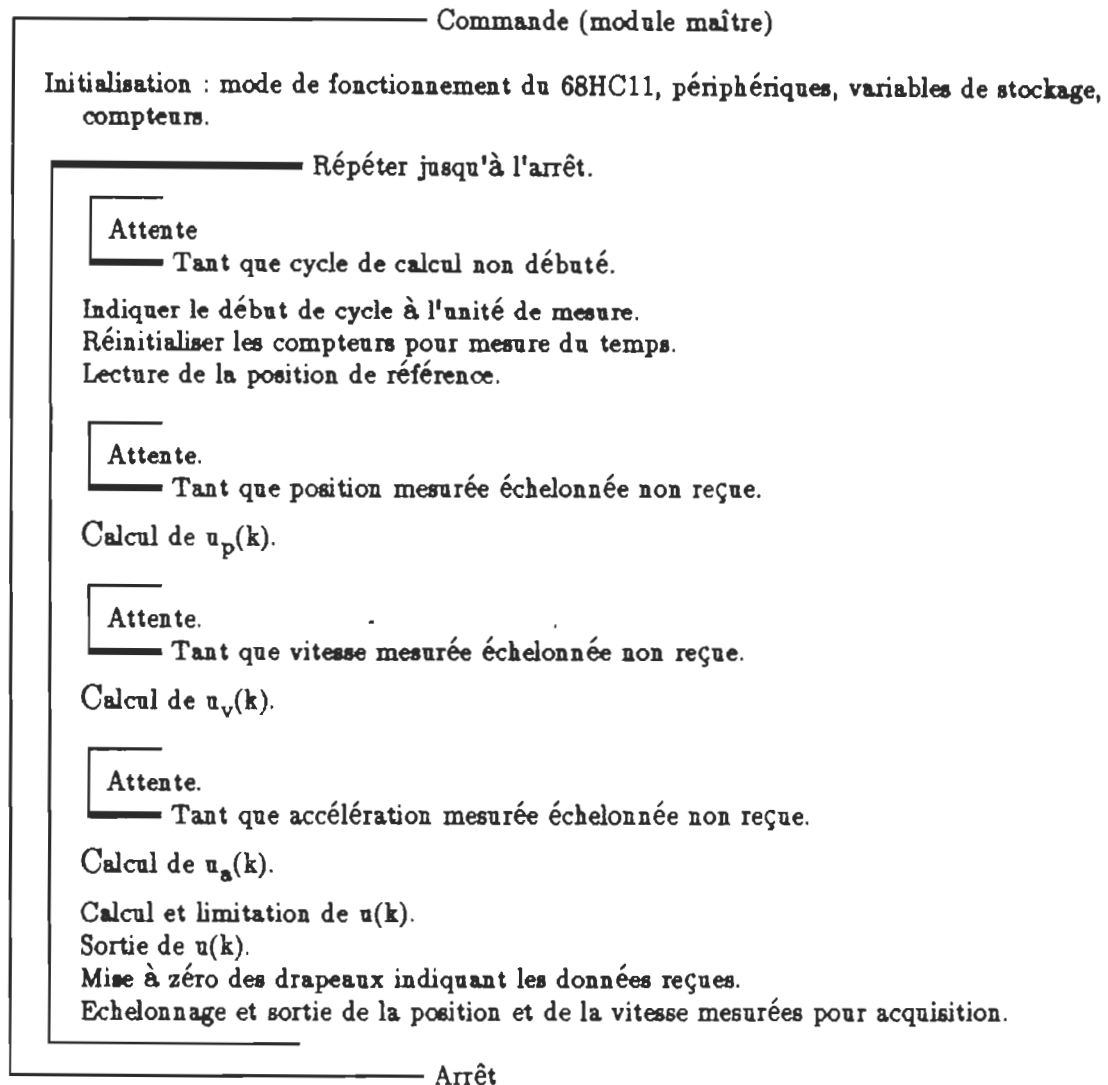 Commande (module maître)
Initialisation : mode de fonctionnement du 68HC11, périphériques, variables de stockage,
compteurs.
Répéter jusqu'à l'arrêt.
Attente
Tant que cycle de calcul non débuté.
Indiquer le début de cycle à l'unité de mesure.
Réinitialiser les compteurs pour mesure du temps.
Lecture de la position de référence.
Attente.
Tant que position mesurée échelonnée non reçue.
Calcul de u_p(k).
Attente.
Tant que vitesse mesurée échelonnée non reçue.
Calcul de u_v(k).
Attente.
Tant que accélération mesurée échelonnée non reçue.
Calcul de u_a(k).
Calcul et limitation de u(k).
Sortie de u(k).
Mise à zéro des drapeaux indiquant les données reçues.
Echelonnage et sortie de la position et de la vitesse mesurées pour acquisition.
Arrêt